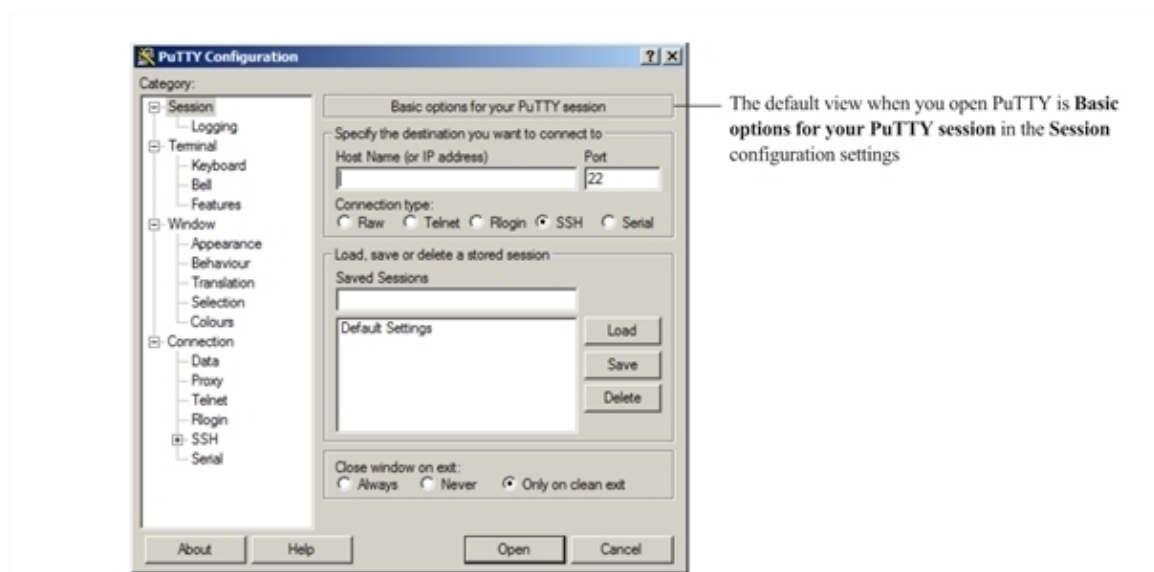 PuTTY Configuration
? X
Category:
Session
Logging
Terminal
Keyboard
Bell
Features
Window
Appearance
Behaviour
Translation
Selection
Colours
Connection
Data
Proxy
Telnet
Rlogin
SSH
Serial
Basic options for your PuTTY session
Specify the destination you want to connect to
Host Name (or IP address) Port
22
Connection type:
Raw Telnet Rlogin SSH Serial
Load, save or delete a stored session
Saved Sessions
Default Settings
Load
Save
Delete
Close window on exit:
Always Never Only on clean exit
About Help Open Cancel
The default view when you open PuTTY is Basic
options for your PuTTY session in the Session
configuration settings